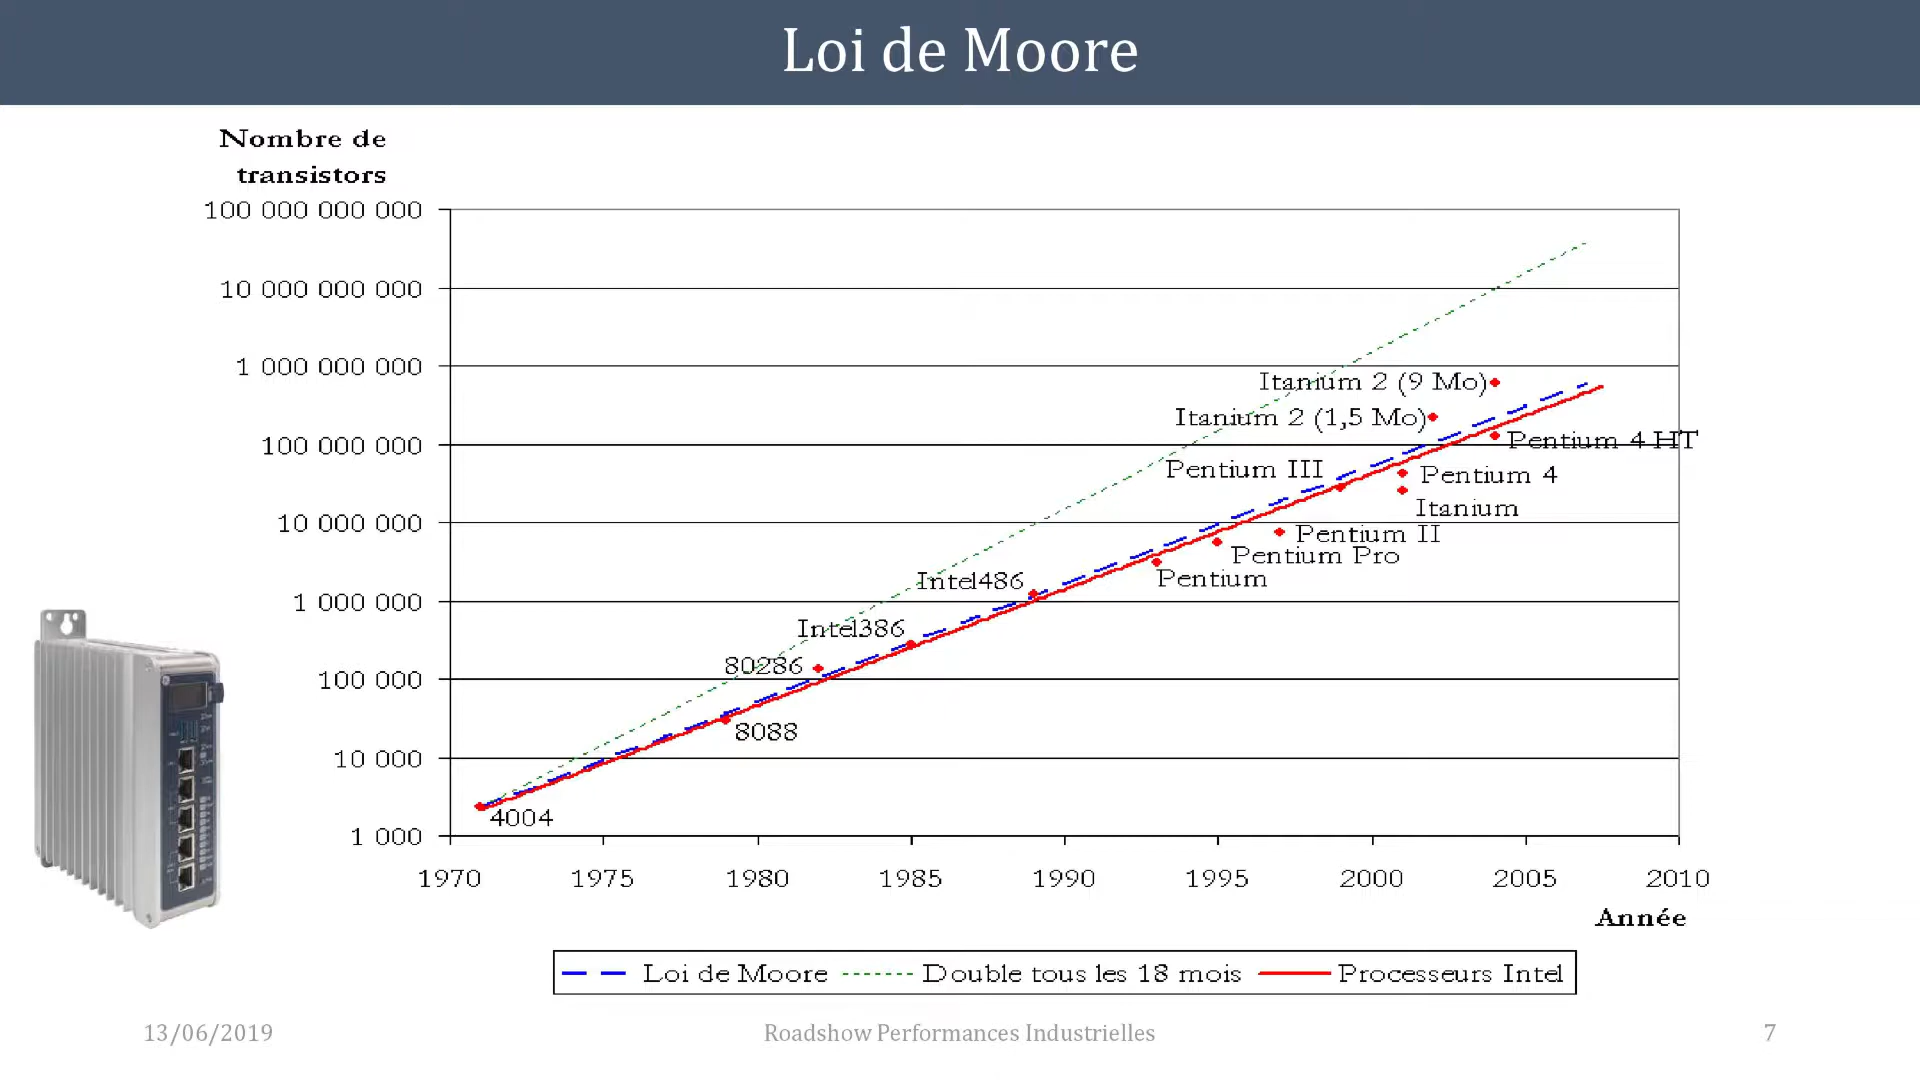 Loi de Moore
Nombre de
transistors
100 000 000 000
10 000 000 000
1 000 000 000
100 000 000
10 000 000
1 000 000
100 000
10 000
1 000
Itanium 2 (9 Mo)
Itanium 2 (1,5 Mo)
Pentium 4 HT
Pentium III
Pentium 4
Itanium
Pentium II
Pentium Pro
Pentium
Intel486
Intel386
80286
8088
4004
1970 1975 1980 1985 1990 1995 2000 2005 2010
Année
Loi de Moore Double tous les 18 mois Processeurs Intel
13/06/2019 Roadshow Performances Industrielles 7